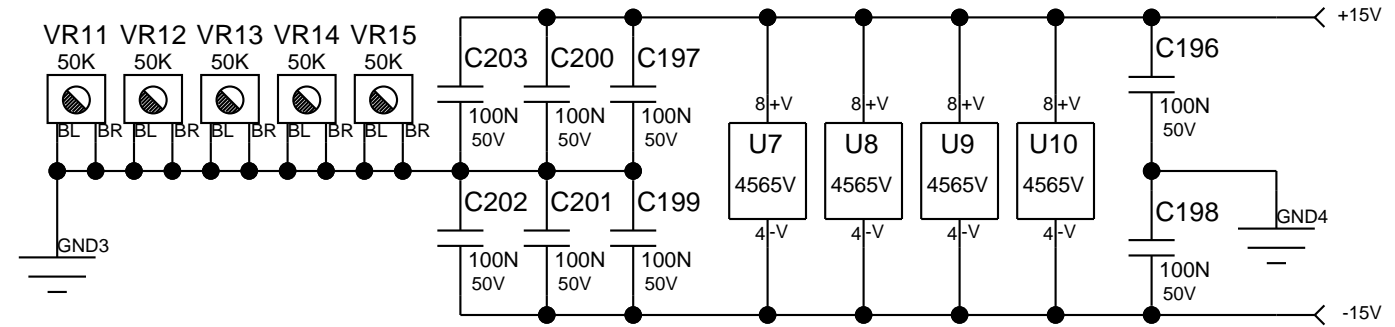 +15V
VR11 VR12 VR13 VR14 VR15
50K 50K 50K 50K 50K
C203 C200 C197 C196
100N 100N 100N 100N
50V 50V 50V 50V
8 +V 8 +V 8 +V 8 +V
BL BR BL BR BL BR BL BR BL BR
U7 U8 U9 U10
4565V 4565V 4565V 4565V
C202 C201 C199 C198
GND3 GND4
4 -V 4 -V 4 -V 4 -V
100N 100N 100N 100N
50V 50V 50V 50V
-15V